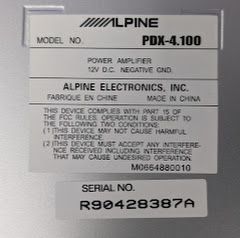 ALPINE
MODEL NO. PDX-4.100
POWER AMPLIFIER
12V D.C. NEGATIVE GND.
ALPINE ELECTRONICS, INC.
FABRIQUE EN CHINE MADE IN CHINA
THIS DEVICE COMPLIES WITH PART 15 OF
THE FCC RULES. OPERATION IS SUBJECT TO
THE FOLLOWING TWO CONDITIONS:
(1) THIS DEVICE MAY NOT CAUSE HARMFUL
INTERFERENCE
(2) THIS DEVICE MUST ACCEPT ANY INTERFERE-
NCE RECEIVED INCLUDING INTERFERENCE THAT
MAY CAUSE UNDESIRED OPERATION.
M0664880010
SERIAL NO.
R90428387A